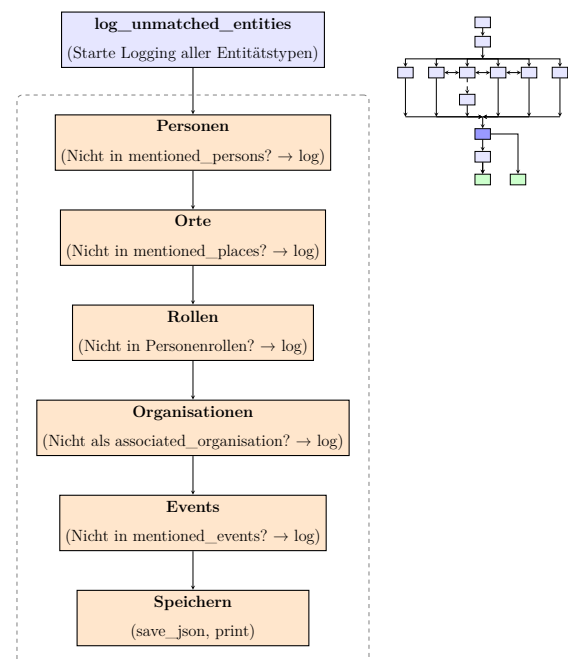 log_unmatched_entities
(Starte Logging aller Entitätstypen)
Personen
(Nicht in mentioned_persons? → log)
Orte
(Nicht in mentioned_places? → log)
Rollen
(Nicht in Personenrollen? → log)
Organisationen
(Nicht als associated_organisation? → log)
Events
(Nicht in mentioned_events? → log)
Speichern
(save_json, print)